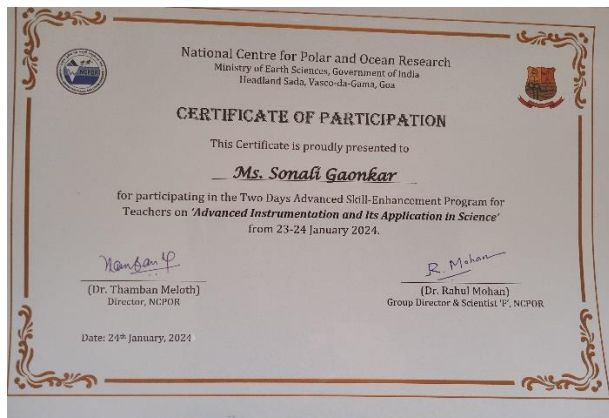 NCPOR
National Centre for Polar and Ocean Research
Ministry of Earth Sciences, Government of India
Headland Sada, Vasco-da-Gama, Goa
CERTIFICATE OF PARTICIPATION
This Certificate is proudly presented to
Ms. Sonali Gaonkar
for participating in the Two Days Advanced Skill-Enhancement Program for
Teachers on 'Advanced Instrumentation and Its Application in Science'
from 23-24 January 2024.
R. Mohan
(Dr. Thamban Meloth)
Director, NCPOR
(Dr. Rahul Mohan)
Group Director & Scientist 'F', NCPOR
Date: 24th January, 2024